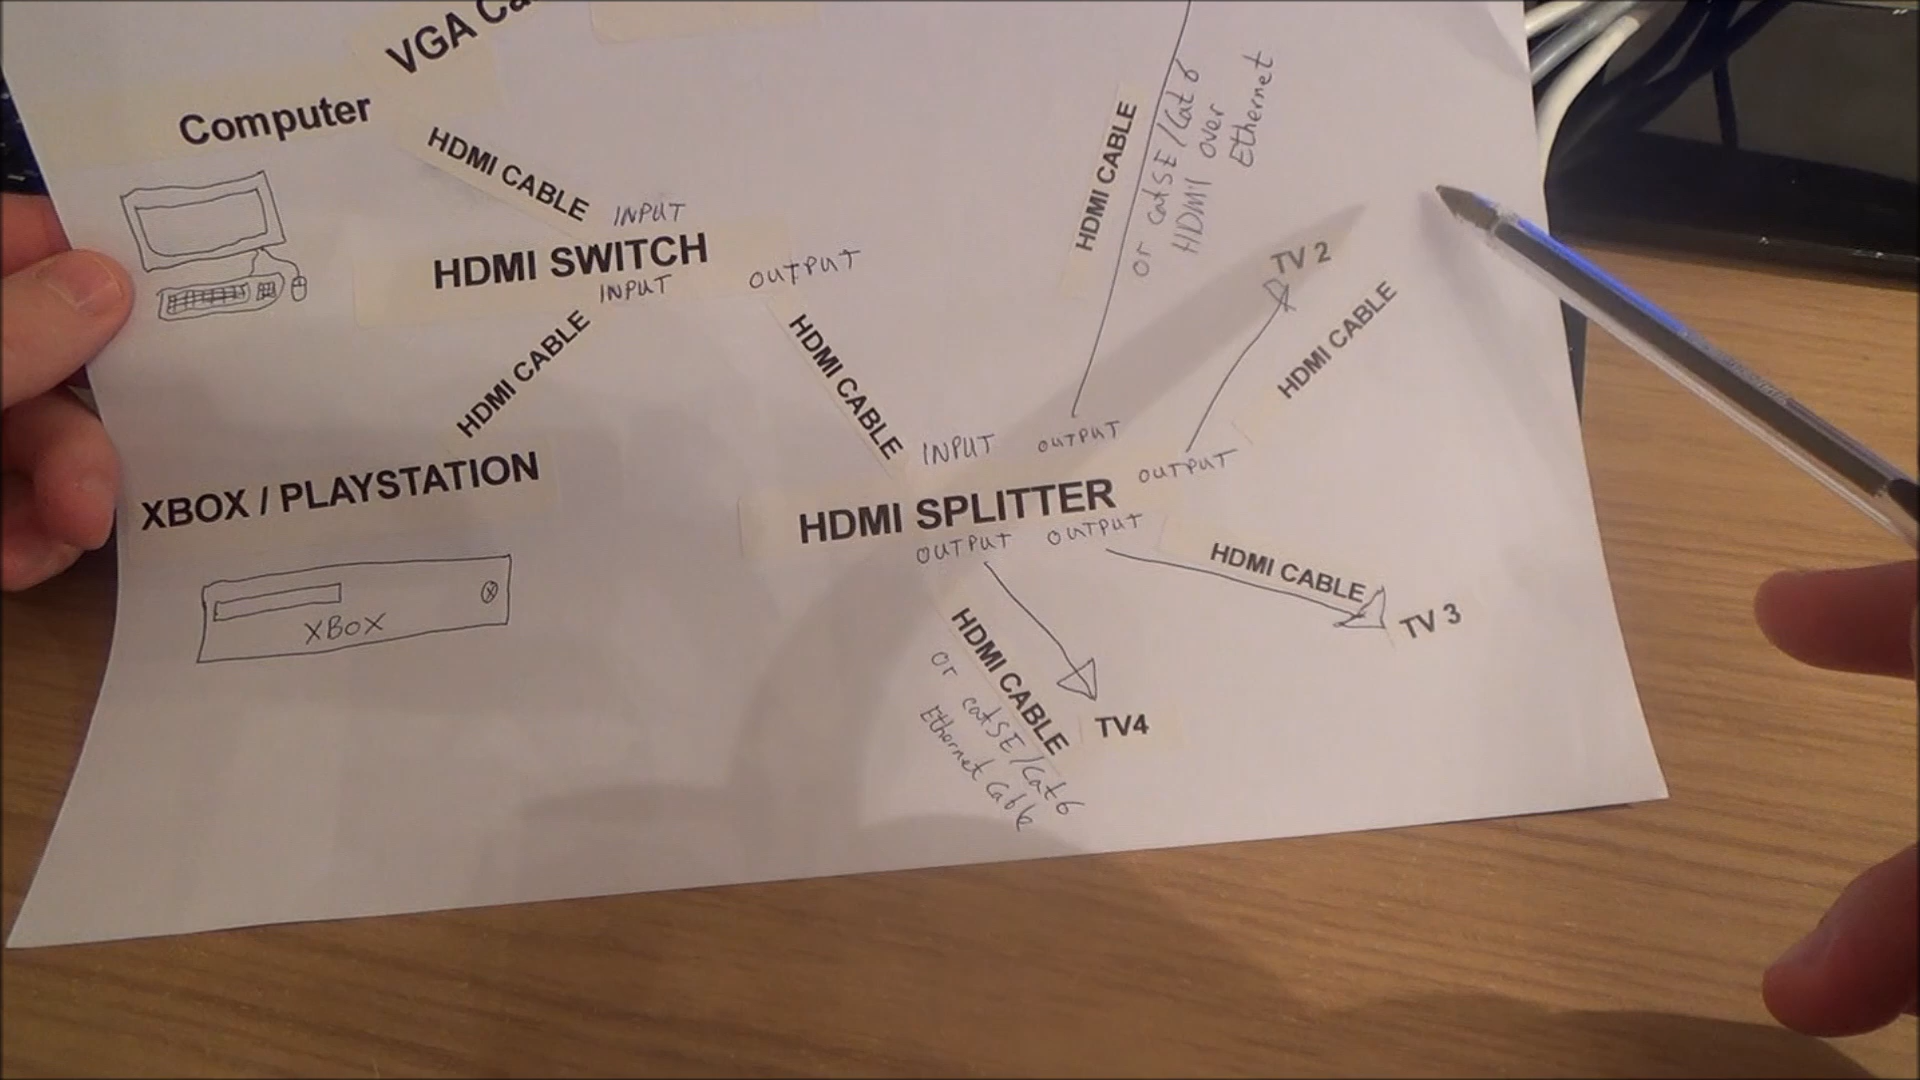 VGA
Computer
HDMI CABLE
INPUT
HDMI SWITCH
INPUT
OUTPUT
HDMI CABLE
or cat5E/Cat 6
HDMI over
Ethernet
TV 2
HDMI CABLE
HDMI CABLE
HDMI CABLE
XBOX / PLAYSTATION
XBOX
INPUT
OUTPUT
OUTPUT
HDMI SPLITTER
OUTPUT
OUTPUT
HDMI CABLE
TV 3
HDMI CABLE
or cat5E/Cat6
Ethernet Cable
TV4